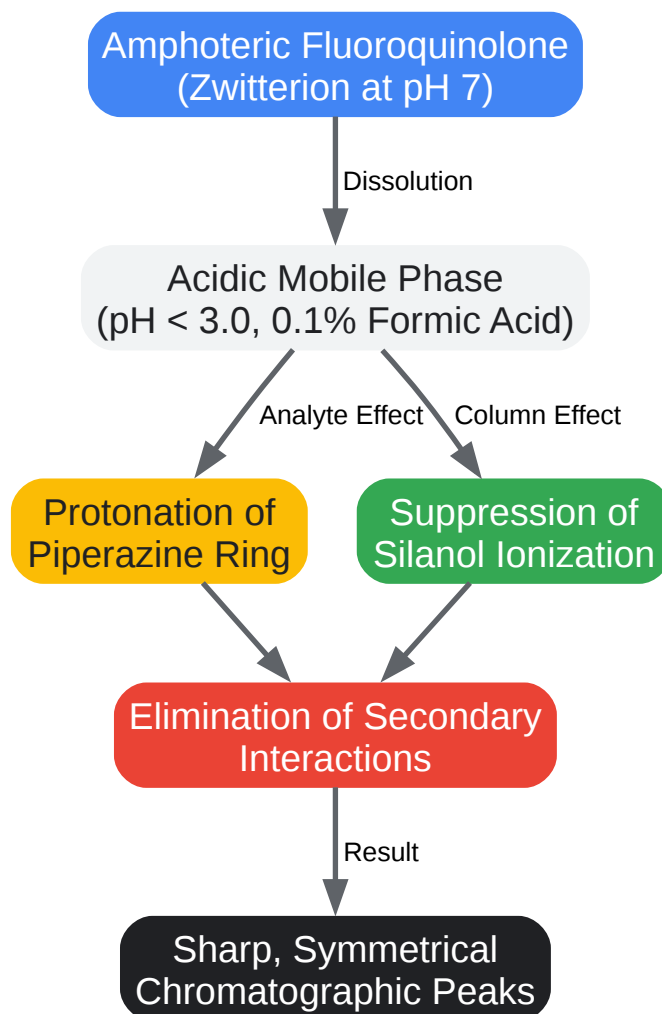 Amphoteric Fluoroquinolone
(Zwitterion at pH 7)
Dissolution
Acidic Mobile Phase
(pH < 3.0, 0.1% Formic Acid)
Analyte Effect
Column Effect
Protonation of
Piperazine Ring
Suppression of
Silanol Ionization
Elimination of Secondary
Interactions
Result
Sharp, Symmetrical
Chromatographic Peaks